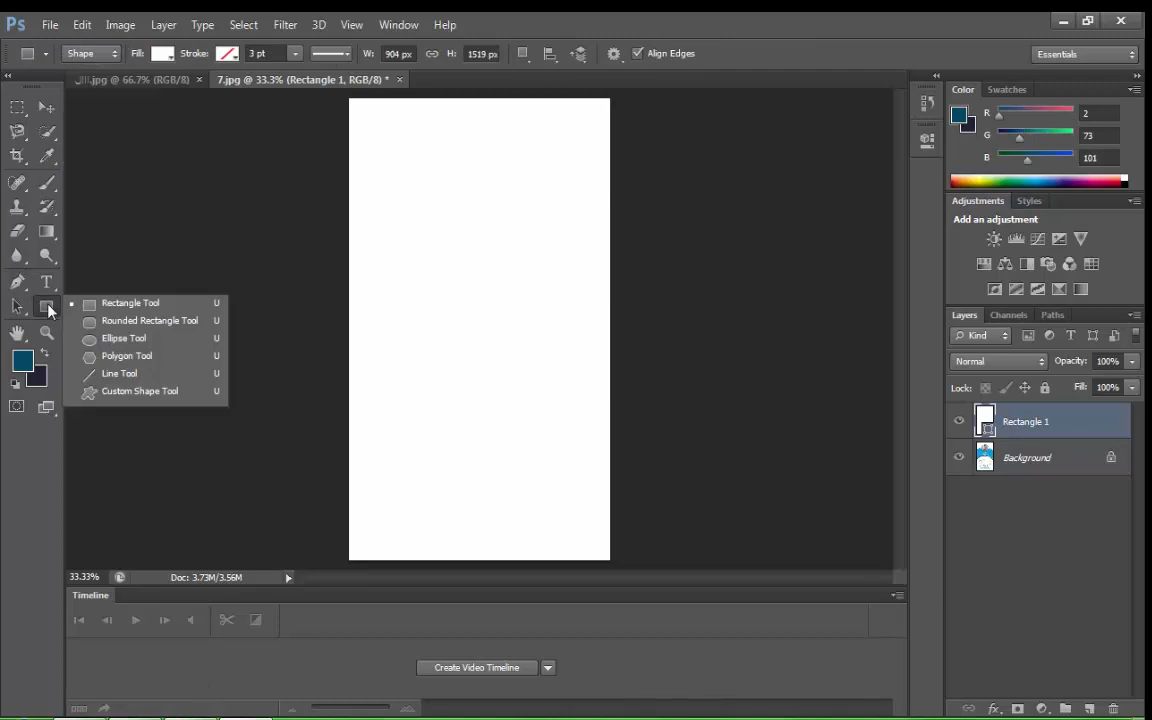 Ps File Edit Image Layer Type Select Filter 3D View Window Help
Shape Fill: Stroke: 3 pt W: 904 px H: 1519 px Align Edges Essentials
.jpg @ 66.7% (RGB/8) × 7.jpg @ 33.3% (Rectangle 1, RGB/8) * ×
Color Swatches
R 2
G 73
B 101
Adjustments Styles
Add an adjustment
T
Rectangle Tool U
Rounded Rectangle Tool U
Ellipse Tool U
Polygon Tool U
Line Tool U
Custom Shape Tool U
Layers Channels Paths
Kind T
Normal Opacity: 100%
Lock: Fill: 100%
Rectangle 1
Background
33.33% Doc: 3.73M/3.56M
Timeline
Create Video Timeline
fx